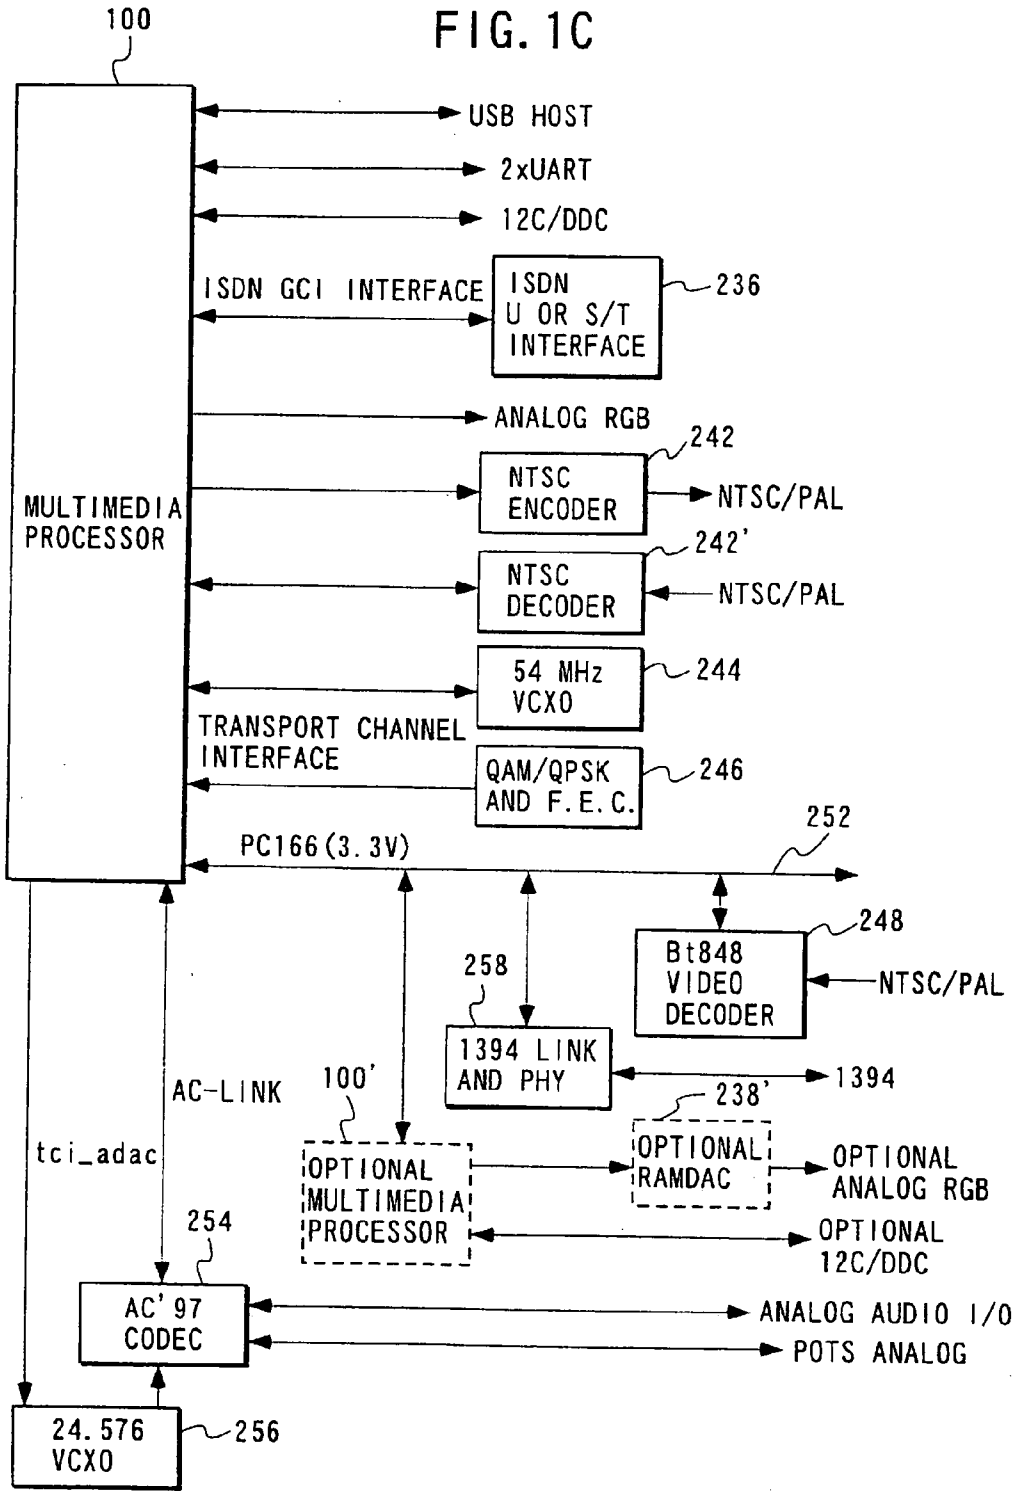 FIG. 1C
100
MULTIMEDIA
PROCESSOR
USB HOST
2xUART
12C/DDC
ISDN GCI INTERFACE
ISDN
U OR S/T
INTERFACE
236
ANALOG RGB
242
NTSC
ENCODER
NTSC/PAL
242'
NTSC
DECODER
NTSC/PAL
54 MHz
VCXO
244
TRANSPORT CHANNEL
INTERFACE
QAM/QPSK
AND F.E.C.
246
PC166(3.3V)
252
248
Bt848
VIDEO
DECODER
NTSC/PAL
258
1394 LINK
AND PHY
1394
AC-LINK
100'
238'
tci_adac
OPTIONAL
MULTIMEDIA
PROCESSOR
OPTIONAL
RAMDAC
OPTIONAL
ANALOG RGB
OPTIONAL
12C/DDC
254
AC'97
CODEC
ANALOG AUDIO I/O
POTS ANALOG
24.576
VCXO
256